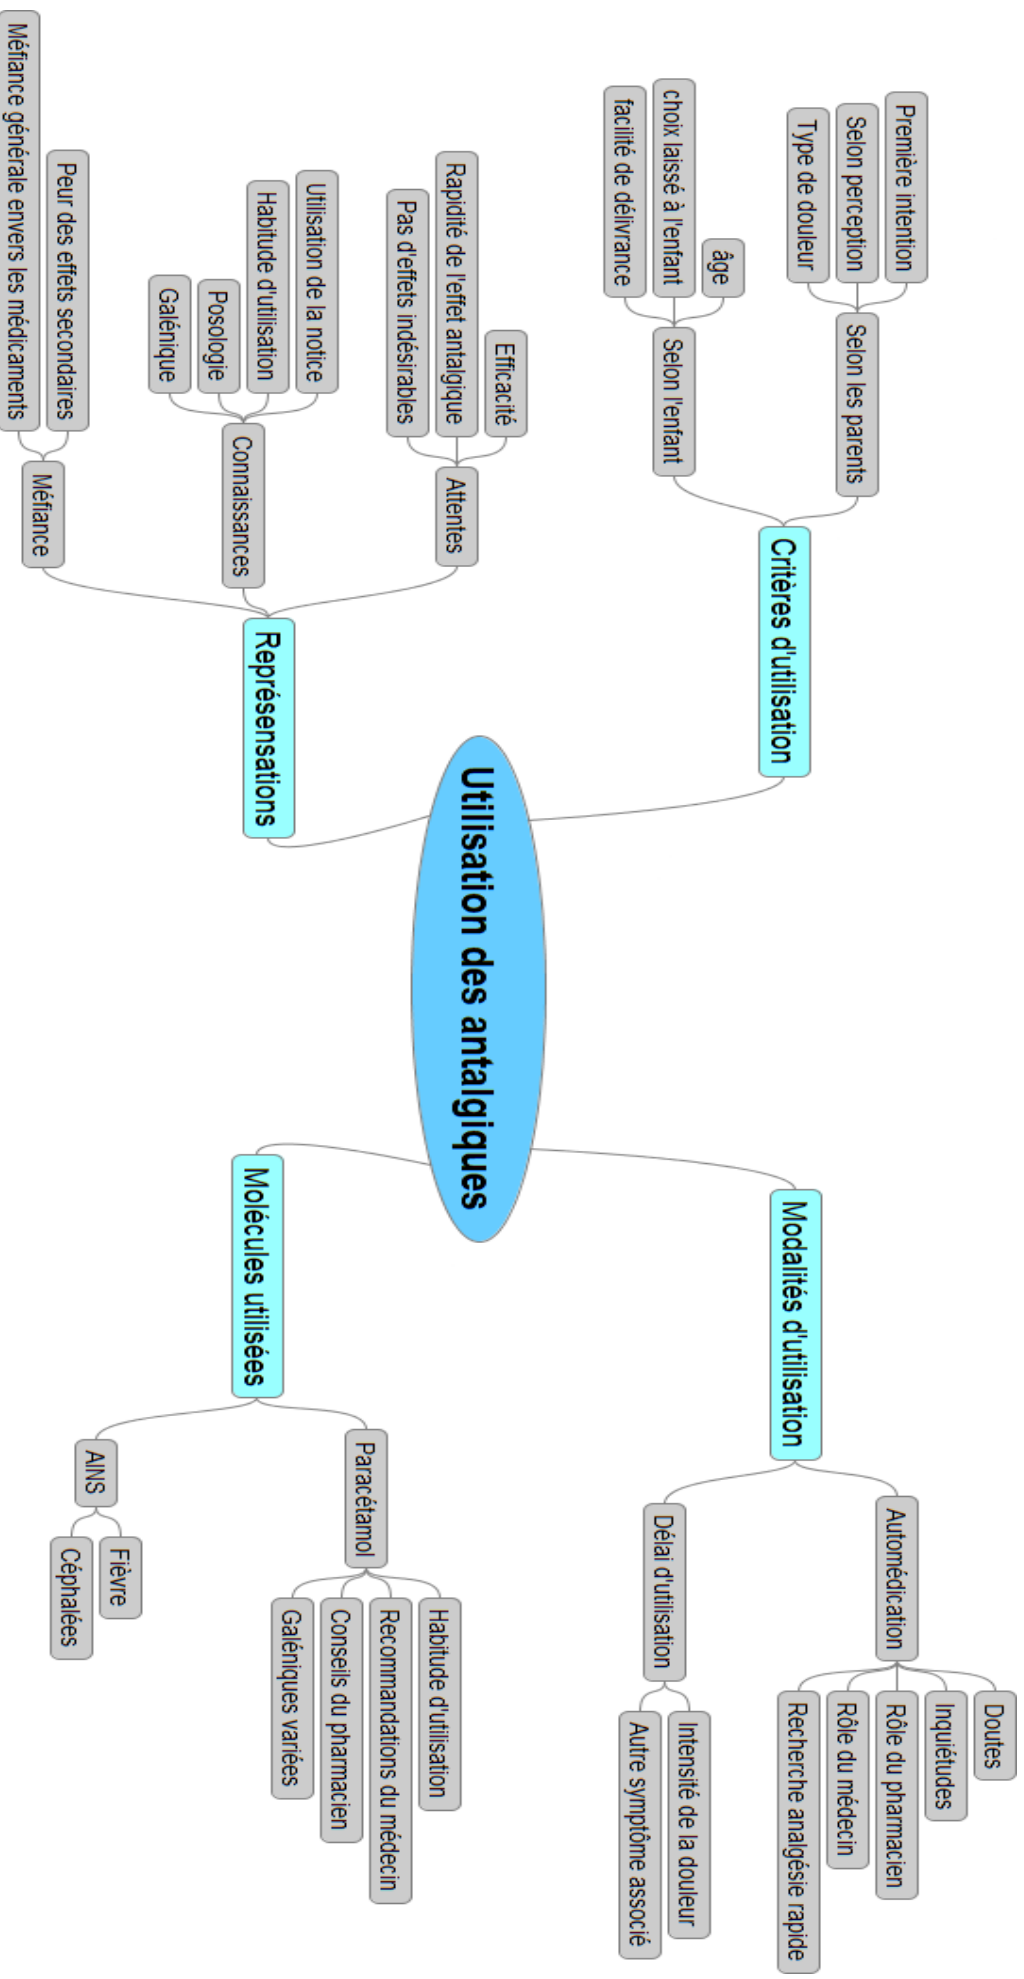 Utilisation des antalgiques
Critères d'utilisation
Selon les parents
Première intention
Selon perception
Type de douleur
Selon l'enfant
âge
choix laissé à l'enfant
facilité de délivrance
Représensations
Attentes
Efficacité
Rapidité de l'effet antalgique
Pas d'effets indésirables
Connaissances
Utilisation de la notice
Habitude d'utilisation
Posologie
Galénique
Méfiance
Peur des effets secondaires
Méfiance générale envers les médicaments
Modalités d'utilisation
Automédication
Doutes
Inquiétudes
Rôle du pharmacien
Rôle du médecin
Recherche analgésie rapide
Délai d'utilisation
Intensité de la douleur
Autre symptôme associé
Molécules utilisées
Paracétamol
Habitude d'utilisation
Recommandations du médecin
Conseils du pharmacien
Galéniques variées
AINS
Fièvre
Céphalées